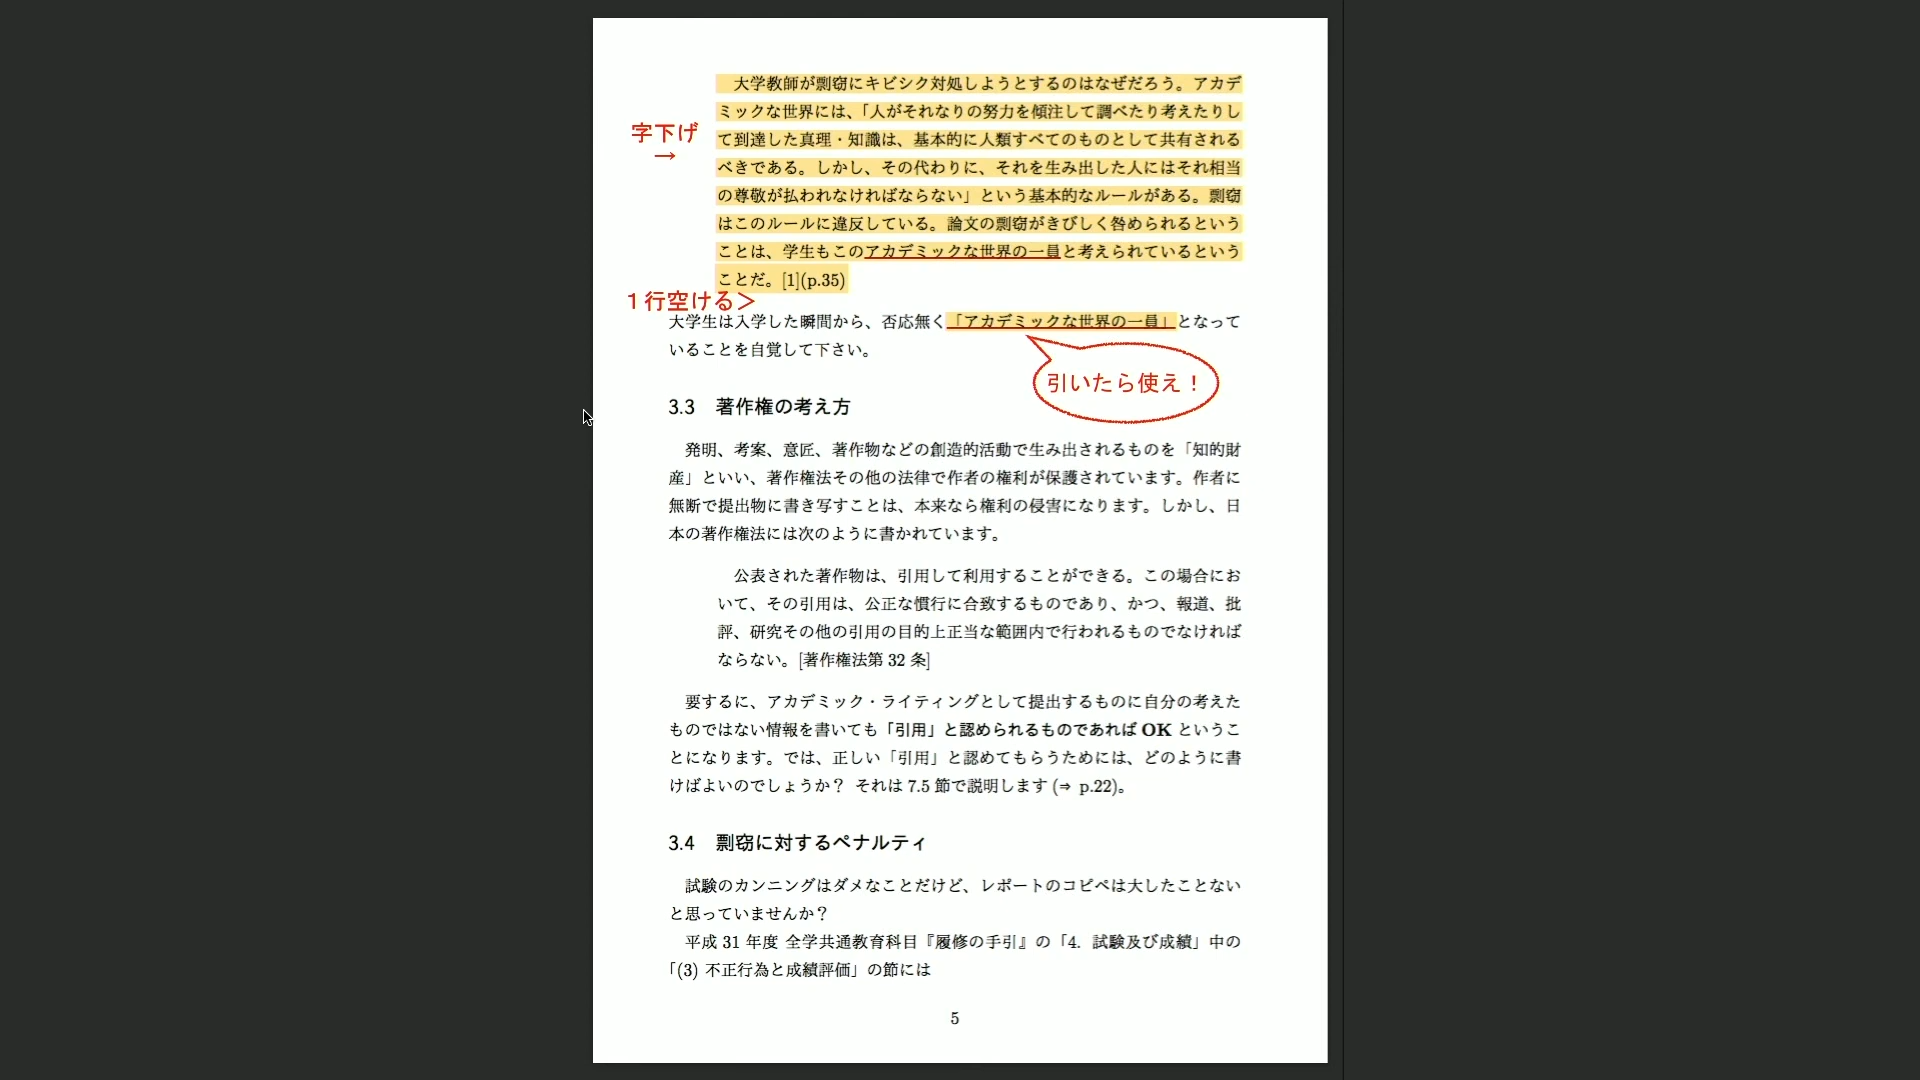 大学教師が剽窃にキビシク対処しようとするのはなぜだろう。アカデ
ミックな世界には、「人がそれなりの努力を傾注して調べたり考えたりし
字下げ
→
て到達した真理・知識は、基本的に人類すべてのものとして共有される
べきである。しかし、その代わりに、それを生み出した人にはそれ相当
の尊敬が払われなければならない」という基本的なルールがある。剽窃
はこのルールに違反している。論文の剽窃がきびしく咎められるという
ことは、学生もこのアカデミックな世界の一員と考えられているという
ことだ。[1](p.35)
1行空ける＞
大学生は入学した瞬間から、否応無く「アカデミックな世界の一員」となって
いることを自覚して下さい。
引いたら使え！
3.3 著作権の考え方
発明、考案、意匠、著作物などの創造的活動で生み出されるものを「知的財
産」といい、著作権法その他の法律で作者の権利が保護されています。作者に
無断で提出物に書き写すことは、本来なら権利の侵害になります。しかし、日
本の著作権法には次のように書かれています。
公表された著作物は、引用して利用することができる。この場合にお
いて、その引用は、公正な慣行に合致するものであり、かつ、報道、批
評、研究その他の引用の目的上正当な範囲内で行われるものでなければ
ならない。[著作権法第 32 条]
要するに、アカデミック・ライティングとして提出するものに自分の考えた
ものではない情報を書いても「引用」と認められるものであれば OK というこ
とになります。では、正しい「引用」と認めてもらうためには、どのように書
けばよいのでしょうか？ それは 7.5 節で説明します (⇒ p.22)。
3.4 剽窃に対するペナルティ
試験のカンニングはダメなことだけど、レポートのコピペは大したことない
と思っていませんか？
平成 31 年度 全学共通教育科目『履修の手引』の「4. 試験及び成績」中の
「(3) 不正行為と成績評価」の節には
5